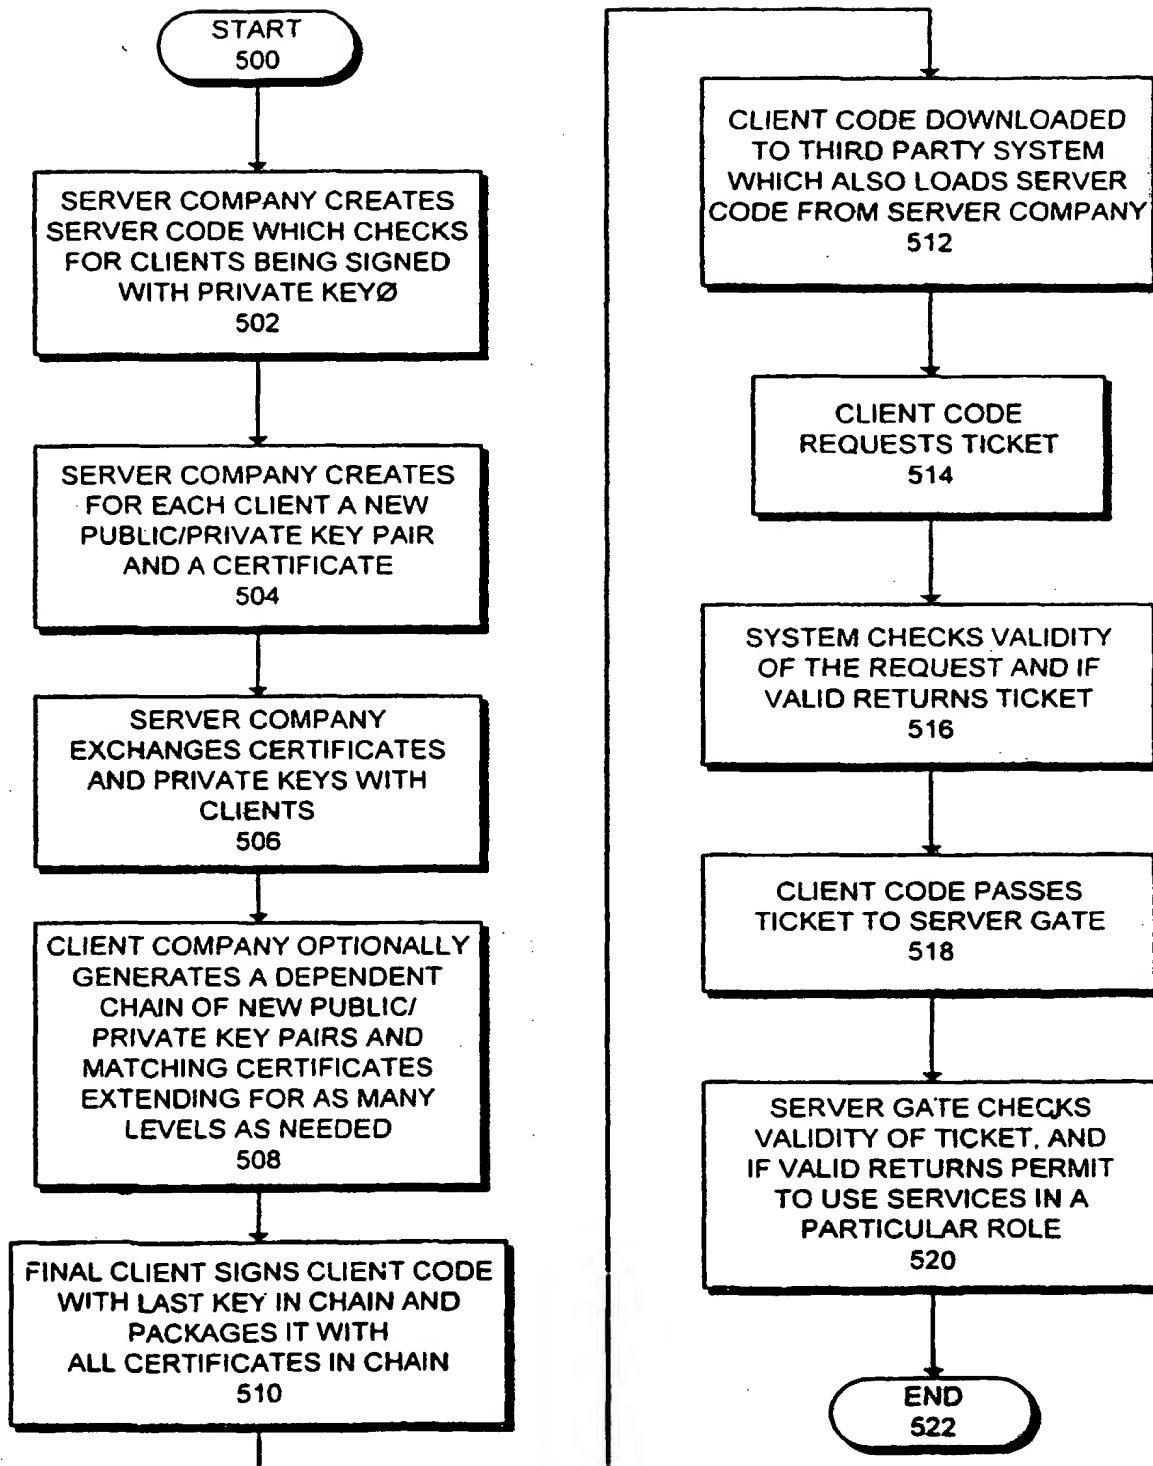 START
500
SERVER COMPANY CREATES
SERVER CODE WHICH CHECKS
FOR CLIENTS BEING SIGNED
WITH PRIVATE KEYØ
502
SERVER COMPANY CREATES
FOR EACH CLIENT A NEW
PUBLIC/PRIVATE KEY PAIR
AND A CERTIFICATE
504
SERVER COMPANY
EXCHANGES CERTIFICATES
AND PRIVATE KEYS WITH
CLIENTS
506
CLIENT COMPANY OPTIONALLY
GENERATES A DEPENDENT
CHAIN OF NEW PUBLIC/
PRIVATE KEY PAIRS AND
MATCHING CERTIFICATES
EXTENDING FOR AS MANY
LEVELS AS NEEDED
508
FINAL CLIENT SIGNS CLIENT CODE
WITH LAST KEY IN CHAIN AND
PACKAGES IT WITH
ALL CERTIFICATES IN CHAIN
510
CLIENT CODE DOWNLOADED
TO THIRD PARTY SYSTEM
WHICH ALSO LOADS SERVER
CODE FROM SERVER COMPANY
512
CLIENT CODE
REQUESTS TICKET
514
SYSTEM CHECKS VALIDITY
OF THE REQUEST AND IF
VALID RETURNS TICKET
516
CLIENT CODE PASSES
TICKET TO SERVER GATE
518
SERVER GATE CHECKS
VALIDITY OF TICKET, AND
IF VALID RETURNS PERMIT
TO USE SERVICES IN A
PARTICULAR ROLE
520
END
522